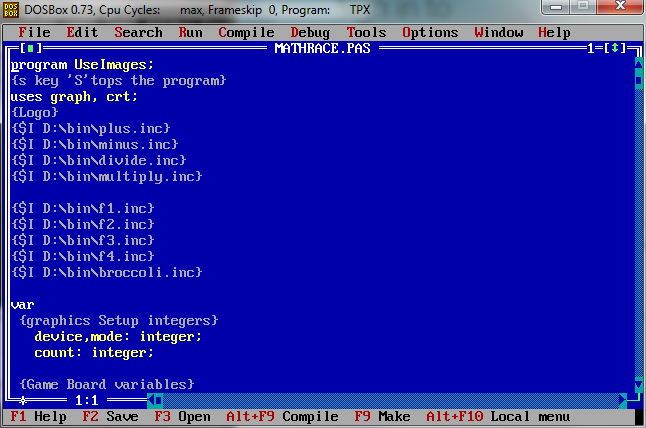 DOSBox 0.73, Cpu Cycles: max, Frameskip 0, Program: TPX
File Edit Search Run Compile Debug Tools Options Window Help
MATHRACE.PAS 1
program UseImages;
{s key 'S'tops the program}
uses graph, crt;
{Logo}
{$I D:\bin\plus.inc}
{$I D:\bin\minus.inc}
{$I D:\bin\divide.inc}
{$I D:\bin\multiply.inc}
{$I D:\bin\f1.inc}
{$I D:\bin\f2.inc}
{$I D:\bin\f3.inc}
{$I D:\bin\f4.inc}
{$I D:\bin\broccoli.inc}
var
{graphics Setup integers}
device,mode: integer;
count: integer;
{Game Board variables}
1:1
F1 Help F2 Save F3 Open Alt+F9 Compile F9 Make Alt+F10 Local menu